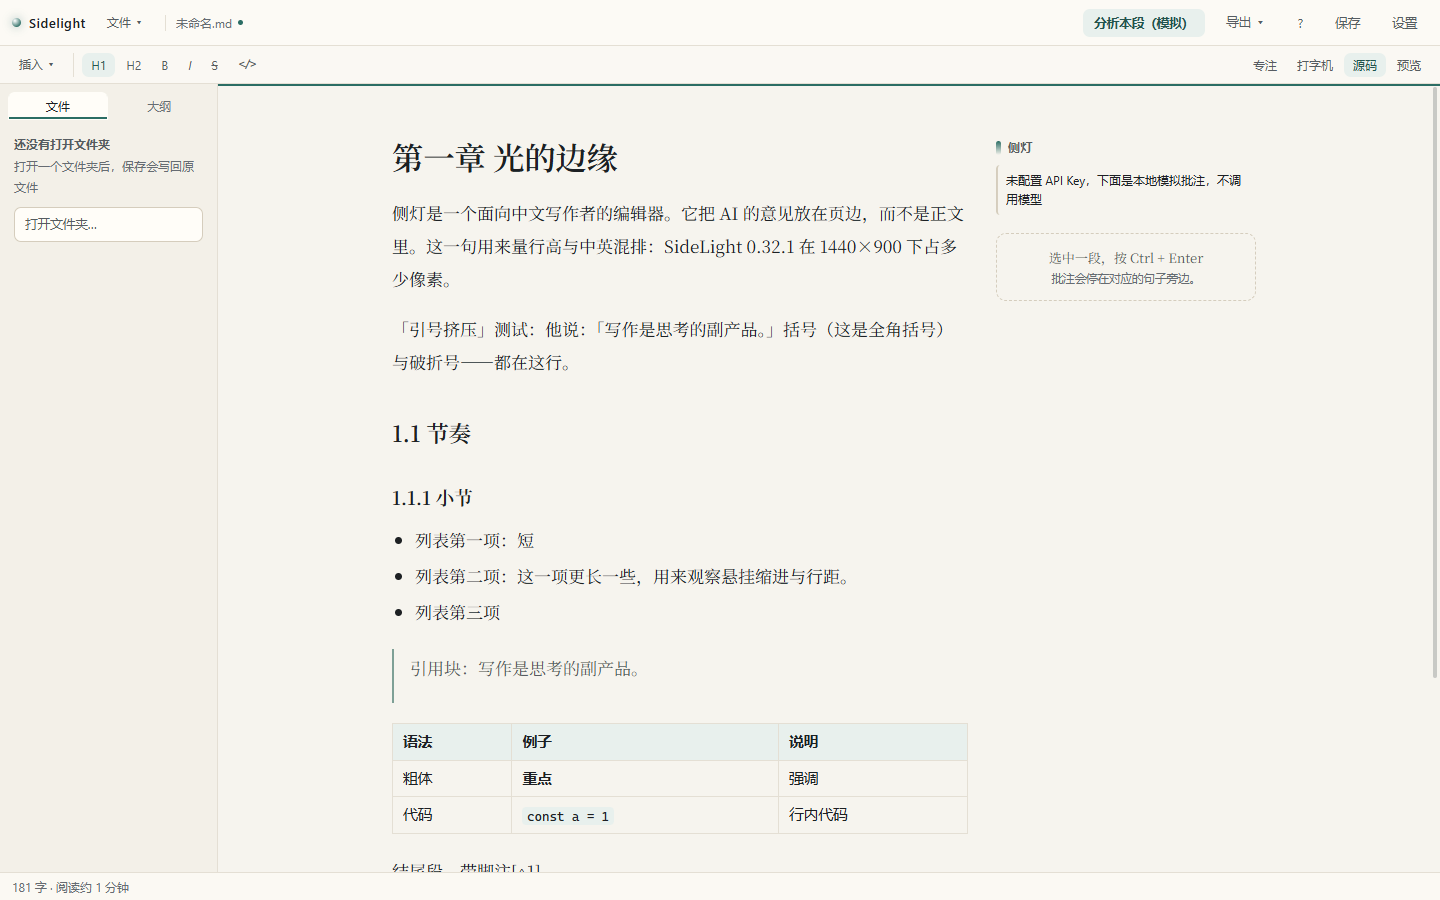 Sidelight 文件 未命名.md 分析本段（模拟） 导出 ? 保存 设置
插入 H1 H2 B I S </> 专注 打字机 源码 预览
文件 大纲
还没有打开文件夹
打开一个文件夹后，保存会写回原
文件
打开文件夹...
第一章 光的边缘
侧灯是一个面向中文写作者的编辑器。它把 AI 的意见放在页边，而不是正文
里。这一句用来量行高与中英混排：SideLight 0.32.1 在 1440×900 下占多
少像素。
「引号挤压」测试：他说：「写作是思考的副产品。」括号（这是全角括号）
与破折号——都在这行。
1.1 节奏
1.1.1 小节
列表第一项：短
列表第二项：这一项更长一些，用来观察悬挂缩进与行距。
列表第三项
引用块：写作是思考的副产品。
语法 例子 说明
粗体 重点 强调
代码 const a = 1 行内代码
结尾段，带脚注[^1]
侧灯
未配置 API Key，下面是本地模拟批注，不调
用模型
选中一段，按 Ctrl + Enter
批注会停在对应的句子旁边。
181 字 · 阅读约 1 分钟